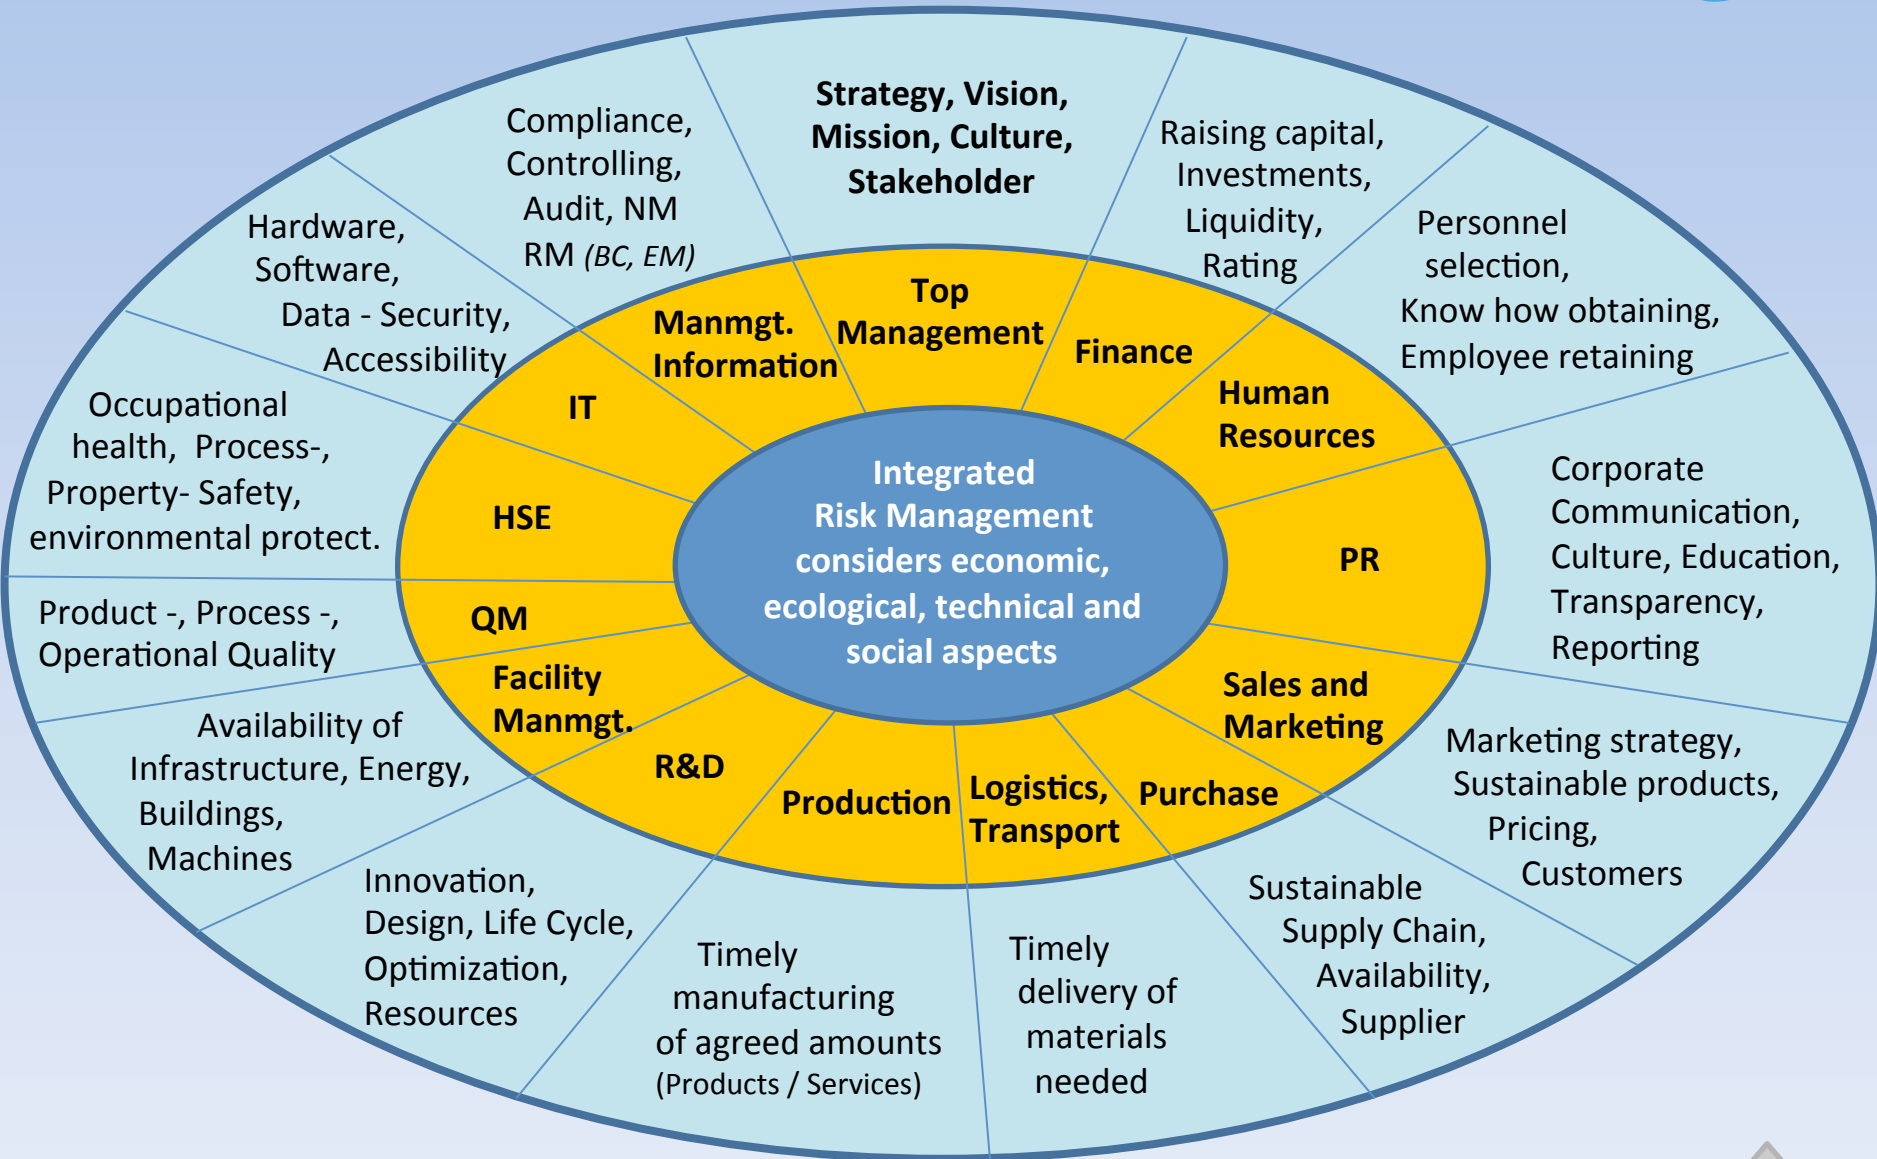 Strategy, Vision,
Mission, Culture,
Stakeholder
Raising capital,
Investments,
Liquidity,
Rating
Personnel
selection,
Know how obtaining,
Employee retaining
Corporate
Communication,
Culture, Education,
Transparency,
Reporting
Marketing strategy,
Sustainable products,
Pricing,
Customers
Sustainable
Supply Chain,
Availability,
Supplier
Timely
delivery of
materials
needed
Timely
manufacturing
of agreed amounts
(Products / Services)
Innovation,
Design, Life Cycle,
Optimization,
Resources
Availability of
Infrastructure, Energy,
Buildings,
Machines
Product -, Process -,
Operational Quality
Occupational
health, Process-,
Property- Safety,
environmental protect.
Hardware,
Software,
Data - Security,
Accessibility
Compliance,
Controlling,
Audit, NM
RM (BC, EM)
Top
Management
Finance
Human
Resources
PR
Sales and
Marketing
Purchase
Logistics,
Transport
Production
R&D
Facility
Manmgt.
QM
HSE
IT
Manmgt.
Information
Integrated
Risk Management
considers economic,
ecological, technical and
social aspects